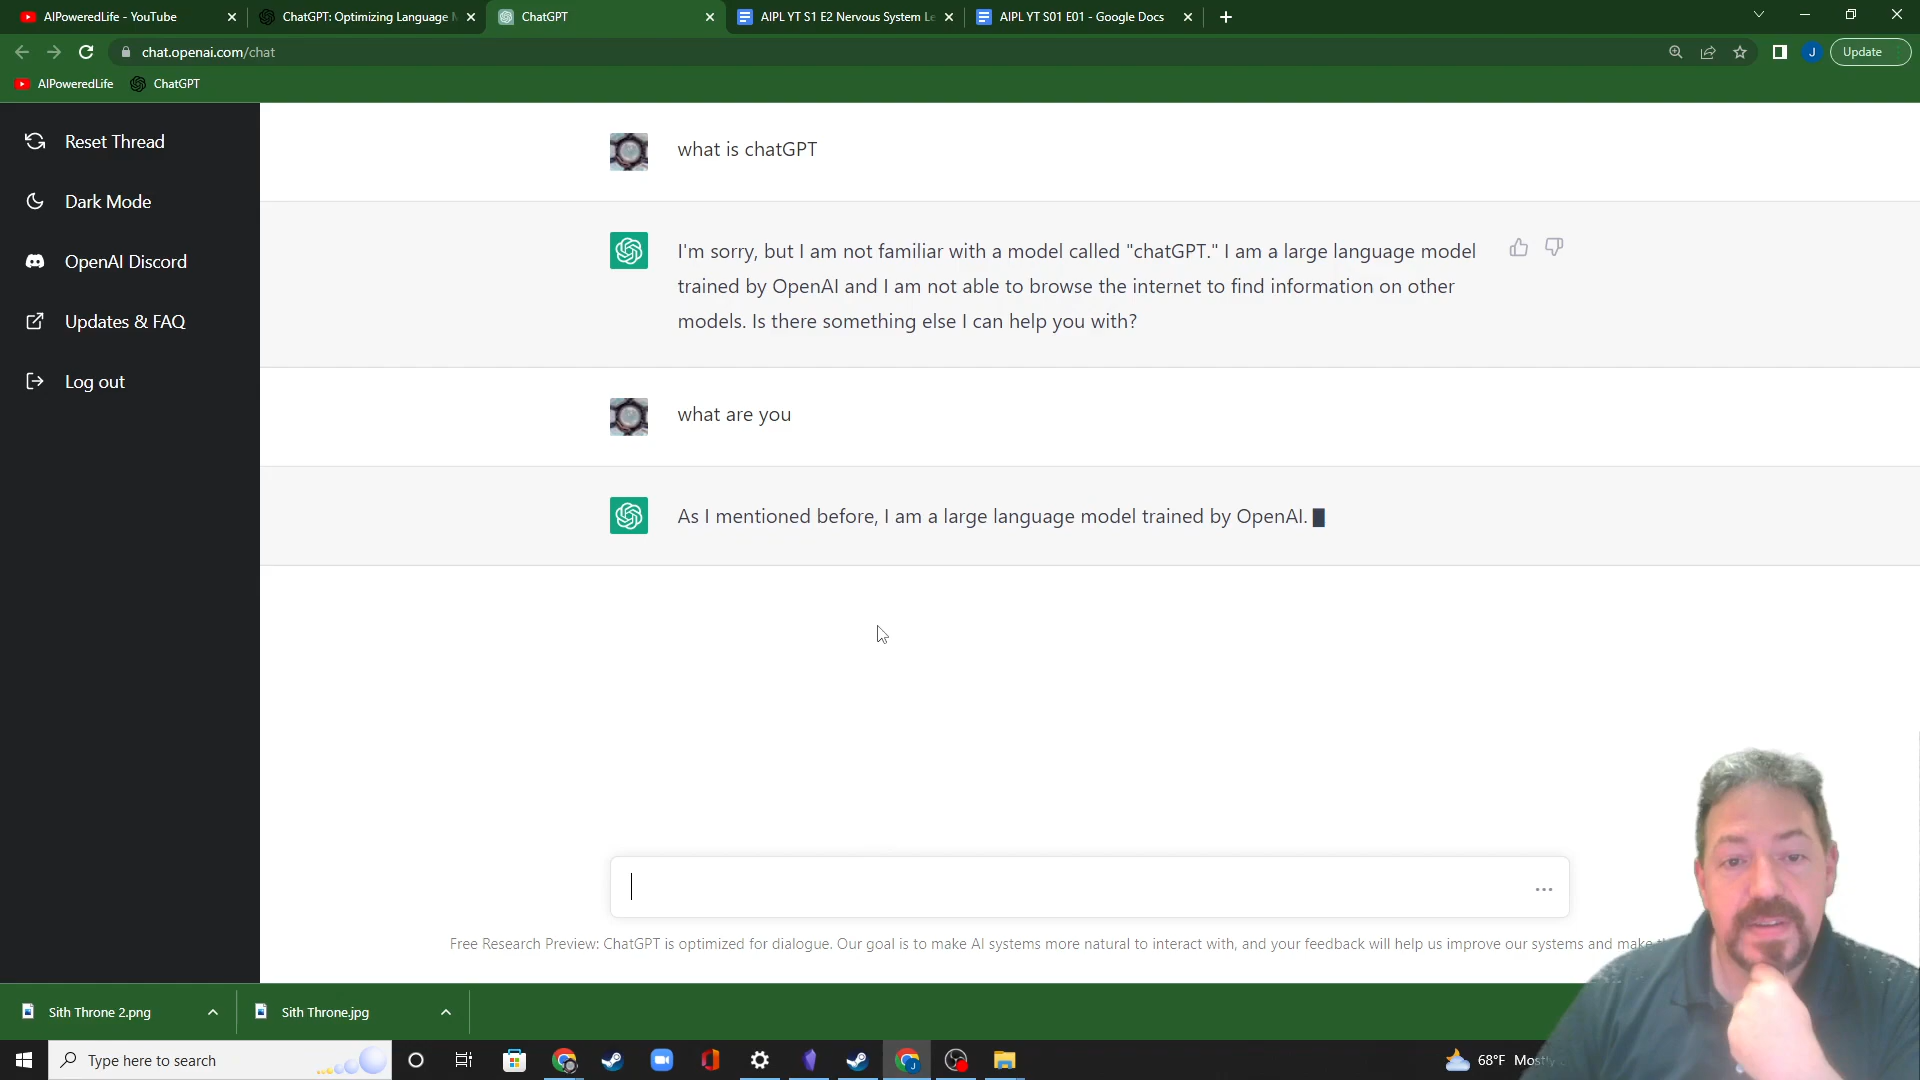 AIPoweredLife - YouTube
ChatGPT: Optimizing Language
ChatGPT
AIPL YT S1 E2 Nervous System Le
AIPL YT S01 E01 - Google Docs
chat.openai.com/chat
J
Update
AIPoweredLife
ChatGPT
Reset Thread
Dark Mode
OpenAI Discord
Updates & FAQ
Log out
what is chatGPT
I'm sorry, but I am not familiar with a model called "chatGPT." I am a large language model
trained by OpenAI and I am not able to browse the internet to find information on other
models. Is there something else I can help you with?
what are you
As I mentioned before, I am a large language model trained by OpenAI.
Free Research Preview: ChatGPT is optimized for dialogue. Our goal is to make AI systems more natural to interact with, and your feedback will help us improve our systems and make
Sith Throne 2.png
Sith Throne.jpg
Type here to search
68°F Mostly